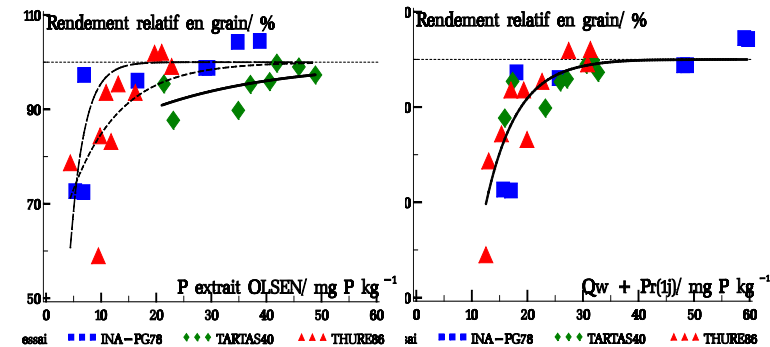 Rendement relatif en grain/ %
110
90
70
50
0 10 20 30 40 50 60
P extrait OLSEN/ mg P kg⁻¹
essai INA-PG78 TARTAS40 THURE86
Rendement relatif en grain/ %
0
0
0
0
0 10 20 30 40 50 60
Qw + Pr(1j)/ mg P kg⁻¹
sai INA-PG78 TARTAS40 THURE86